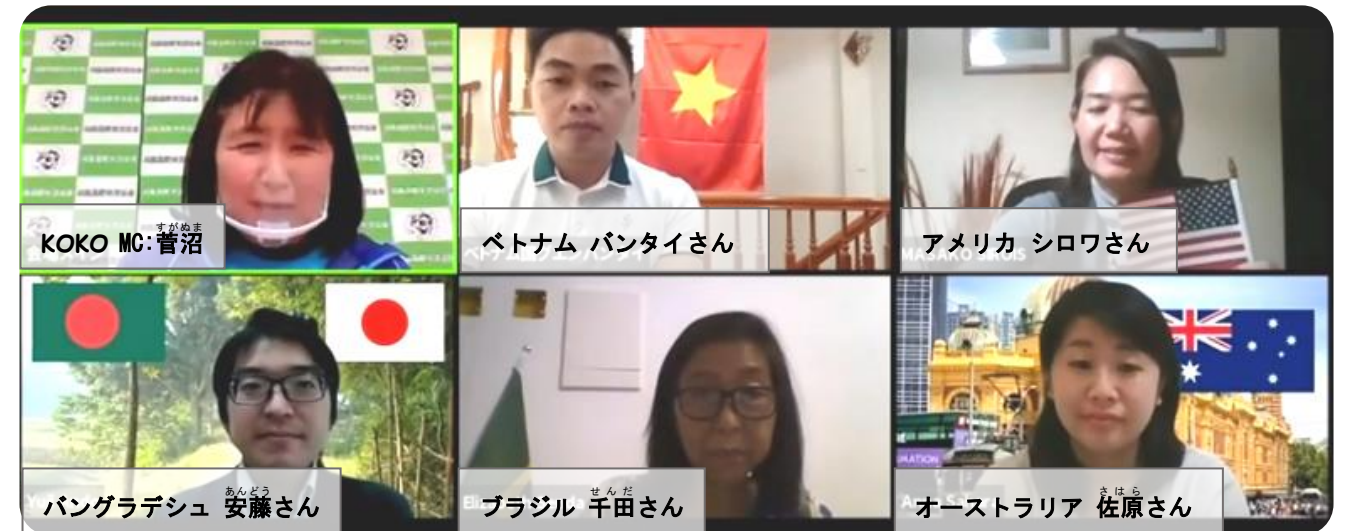 KOKO MC:菅沼
すがぬま
ベトナム バンタイさん
アメリカ シロワさん
MASAKO SIROIS
バングラデシュ 安藤さん
あんどう
ブラジル 千田さん
せんだ
オーストラリア 佐原さん
さはら